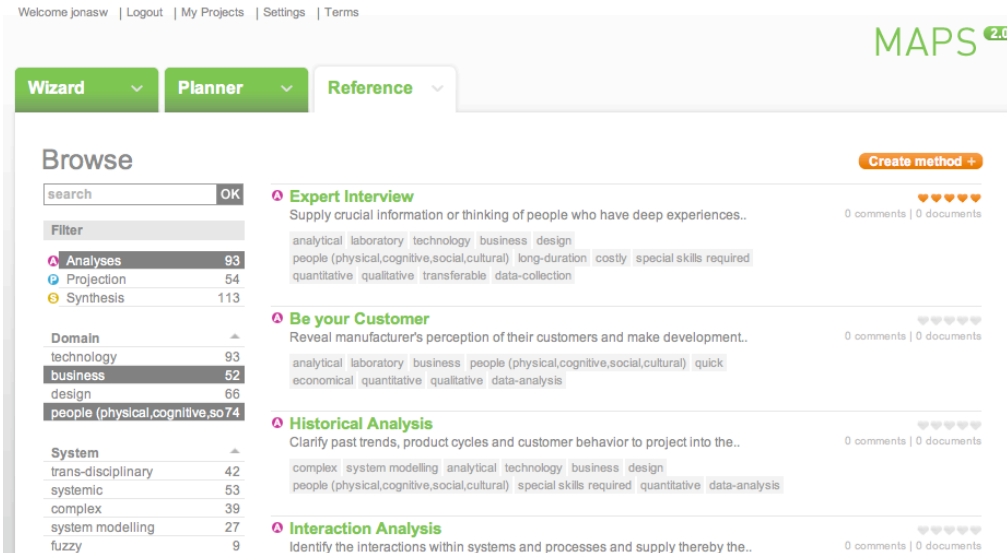 Welcome jonasw | Logout | My Projects | Settings | Terms
MAPS 2.0
Wizard
Planner
Reference
Browse
search OK
Filter
A Analyses 93
P Projection 54
S Synthesis 113
Domain
technology 93
business 52
design 66
people (physical,cognitive,so 74
System
trans-disciplinary 42
systemic 53
complex 39
system modelling 27
fuzzy 9
Create method +
A Expert Interview
Supply crucial information or thinking of people who have deep experiences..
0 comments | 0 documents
analytical laboratory technology business design
people (physical,cognitive,social,cultural) long-duration costly special skills required
quantitative qualitative transferable data-collection
A Be your Customer
Reveal manufacturer's perception of their customers and make development..
0 comments | 0 documents
analytical laboratory business people (physical,cognitive,social,cultural) quick
economical quantitative qualitative data-analysis
A Historical Analysis
Clarify past trends, product cycles and customer behavior to project into the..
0 comments | 0 documents
complex system modelling analytical technology business design
people (physical,cognitive,social,cultural) special skills required quantitative data-analysis
A Interaction Analysis
Identify the interactions within systems and processes and supply thereby the..
0 comments | 0 documents